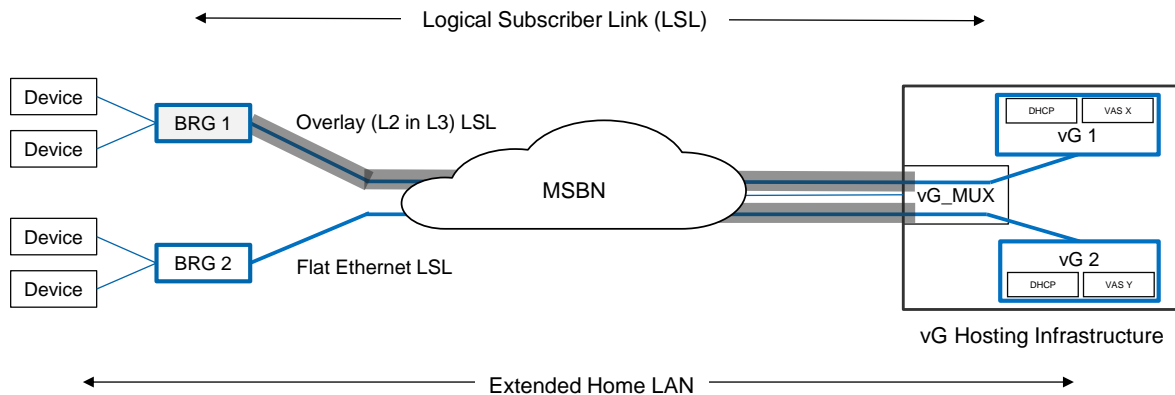 Logical Subscriber Link (LSL)
Device
BRG 1
Device
Overlay (L2 in L3) LSL
MSBN
DHCP
VAS X
vG 1
vG_MUX
Device
BRG 2
Device
Flat Ethernet LSL
vG 2
DHCP
VAS Y
vG Hosting Infrastructure
Extended Home LAN